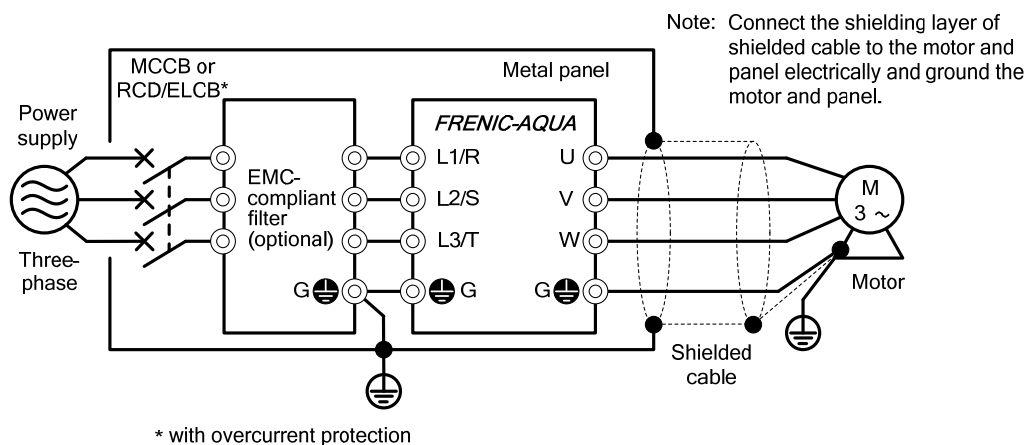 Note: Connect the shielding layer of
shielded cable to the motor and
panel electrically and ground the
motor and panel.
MCCB or
RCD/ELCB*
Metal panel
Power
supply
FRENIC-AQUA
L1/R
U
EMC-
compliant
filter
(optional)
L2/S
V
M
3 ~
L3/T
W
Three-
phase
G
G
G
Motor
Shielded
cable
* with overcurrent protection